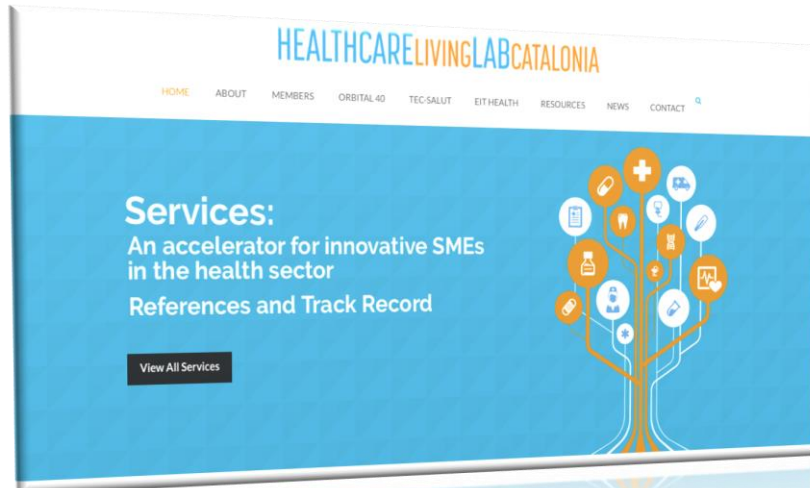 HEALTHCARELIVINGLABCATALONIA
HOME ABOUT MEMBERS ORBITAL 40 TEC-SALUT EIT HEALTH RESOURCES NEWS CONTACT
Services:
An accelerator for innovative SMEs
in the health sector
References and Track Record
View All Services